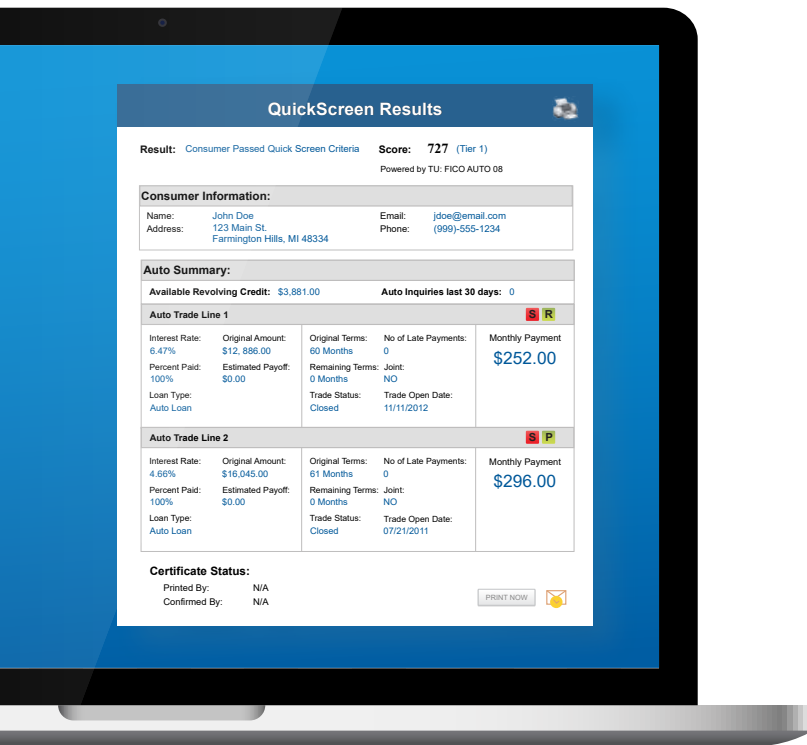 QuickScreen Results
Result: Consumer Passed Quick Screen Criteria Score: 727 (Tier 1)
Powered by TU: FICO AUTO 08
Consumer Information:
Name: John Doe Email: jdoe@email.com
Address: 123 Main St. Phone: (999)-555-1234
Farmington Hills, MI 48334
Auto Summary:
Available Revolving Credit: $3,881.00 Auto Inquiries last 30 days: 0
Auto Trade Line 1 S R
Interest Rate: Original Amount: Original Terms: No of Late Payments: Monthly Payment
6.47% $12, 886.00 60 Months 0 $252.00
Percent Paid: Estimated Payoff: Remaining Terms: Joint:
100% $0.00 0 Months NO
Loan Type: Trade Status: Trade Open Date:
Auto Loan Closed 11/11/2012
Auto Trade Line 2 S P
Interest Rate: Original Amount: Original Terms: No of Late Payments: Monthly Payment
4.66% $16,045.00 61 Months 0 $296.00
Percent Paid: Estimated Payoff: Remaining Terms: Joint:
100% $0.00 0 Months NO
Loan Type: Trade Status: Trade Open Date:
Auto Loan Closed 07/21/2011
Certificate Status:
Printed By: N/A
Confirmed By: N/A
PRINT NOW